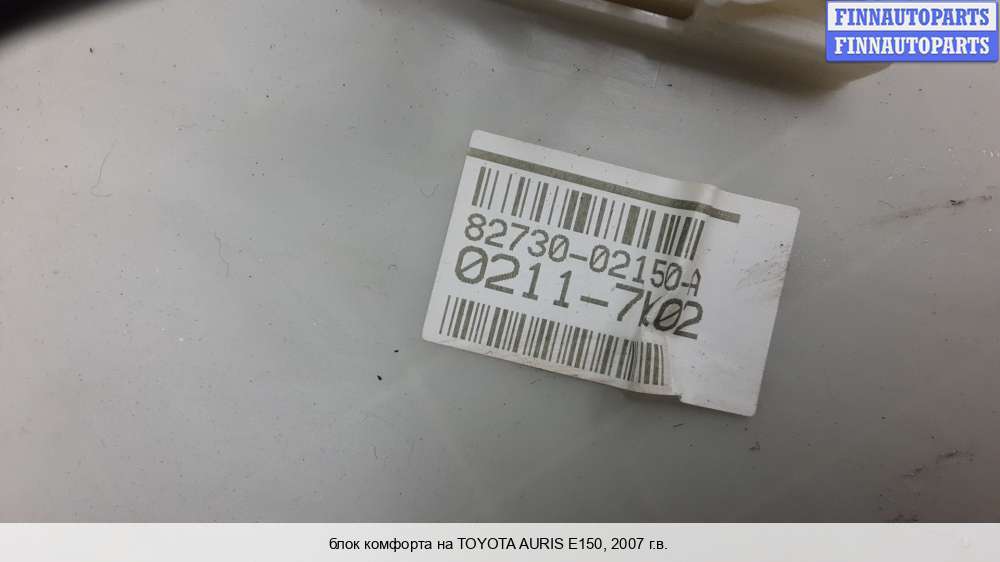 FINNAUTOPARTS
FINNAUTOPARTS
82730-02150-A
0211-7K02
блок комфорта на TOYOTA AURIS E150, 2007 г.в.